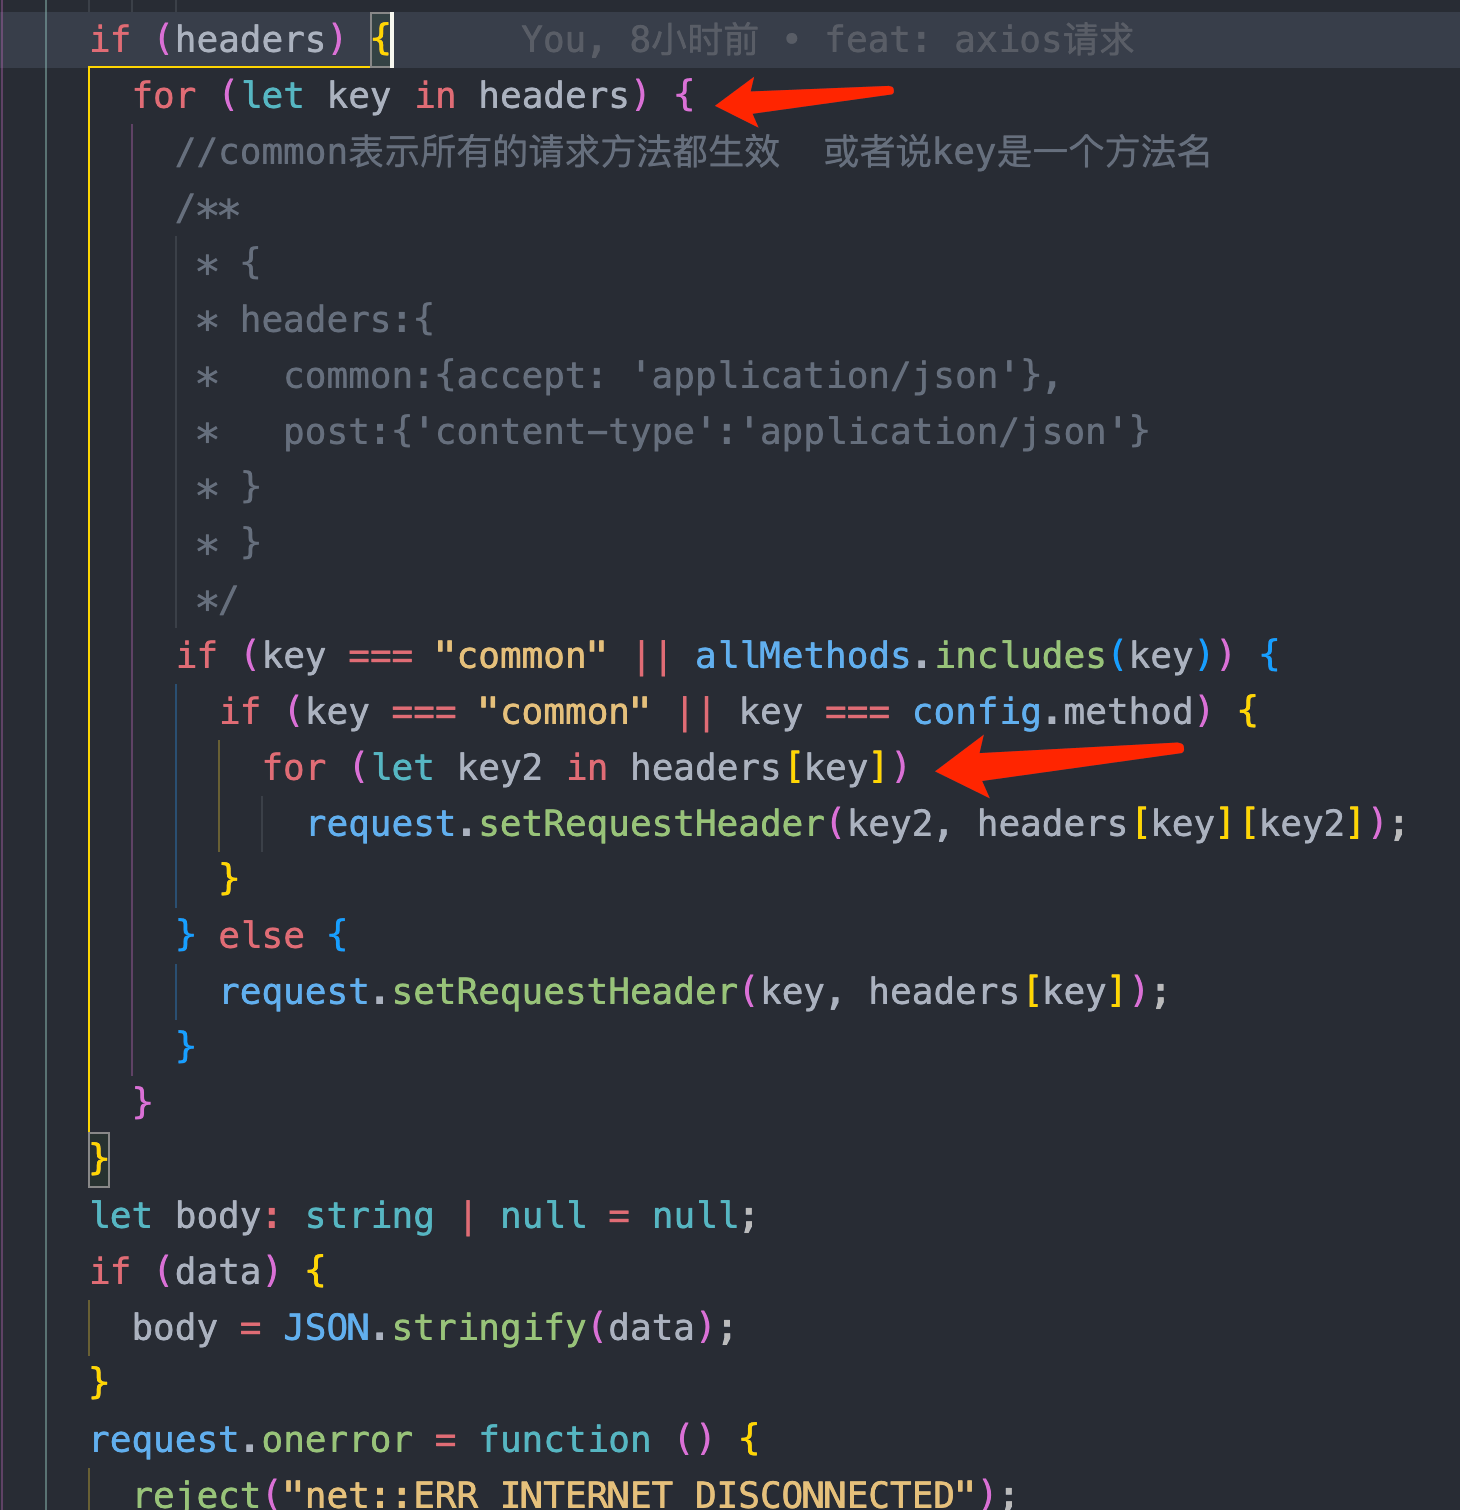 if (headers) {      You, 8小时前 • feat: axios请求
  for (let key in headers) {
    //common表示所有的请求方法都生效  或者说key是一个方法名
    /**
     * {
     * headers:{
     *   common:{accept: 'application/json'},
     *   post:{'content-type':'application/json'}
     * }
     * }
     */
    if (key === "common" || allMethods.includes(key)) {
      if (key === "common" || key === config.method) {
        for (let key2 in headers[key])
          request.setRequestHeader(key2, headers[key][key2]);
      }
    } else {
      request.setRequestHeader(key, headers[key]);
    }
  }
}
let body: string | null = null;
if (data) {
  body = JSON.stringify(data);
}
request.onerror = function () {
  reject("net::ERR_INTERNET_DISCONNECTED");